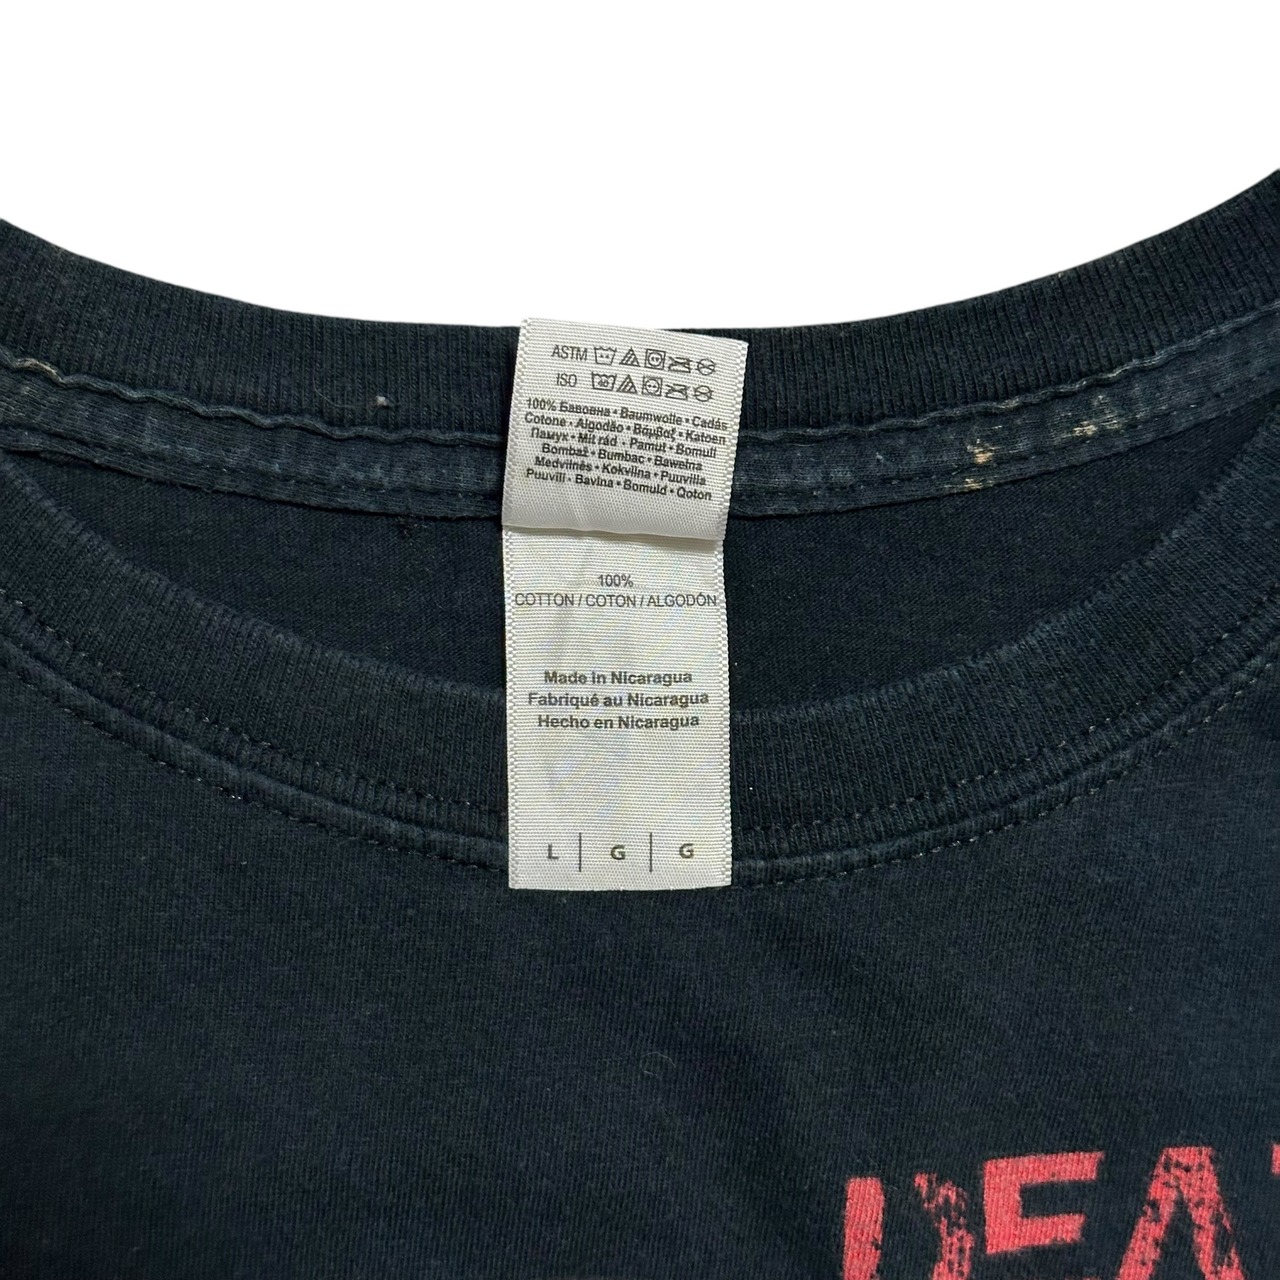 ASTM
ISO
100% Бавовна • Baumwolle • Cadás
Cotone • Algodão • Βαμβάκι • Katoen
Памук • Mit rád • Pamut • Bomull
Bombaž • Bumbac • Bawełna
Medvilnės • Kokvilna • Puuvilla
Puuvill • Bavlna • Bomuld • Qoton
100%
COTTON / COTON / ALGODÓN
Made in Nicaragua
Fabriqué au Nicaragua
Hecho en Nicaragua
L | G | G